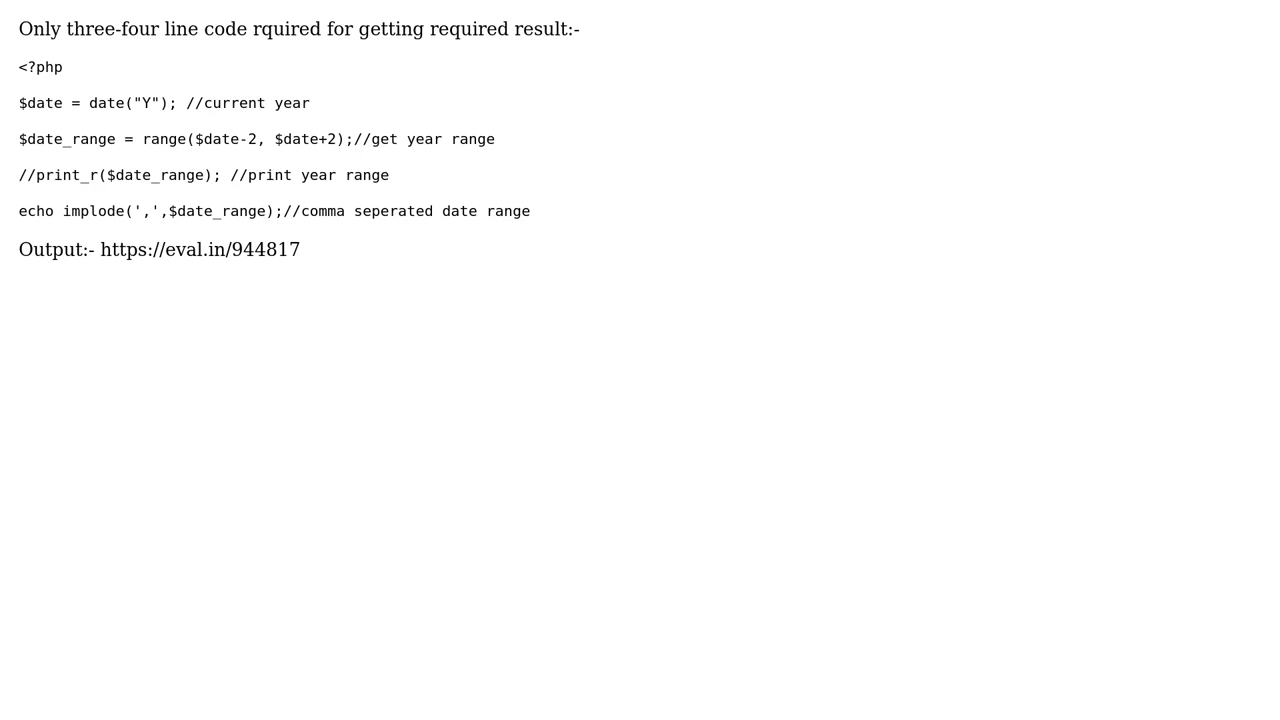 Only three-four line code rquired for getting required result:-
<?php
$date = date("Y"); //current year
$date_range = range($date-2, $date+2);//get year range
//print_r($date_range); //print year range
echo implode(',',$date_range);//comma seperated date range
Output:- https://eval.in/944817